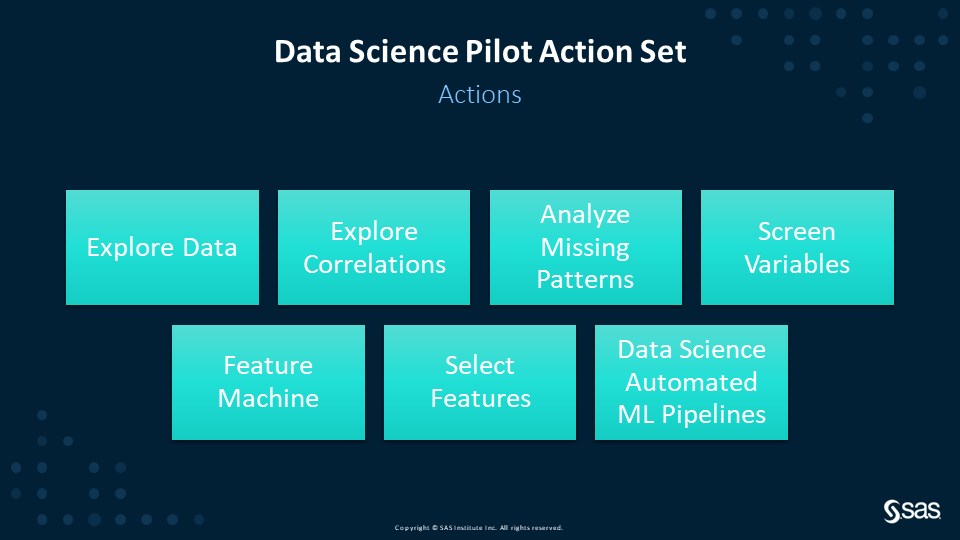 Data Science Pilot Action Set
Actions
Explore Data
Explore
Correlations
Analyze
Missing
Patterns
Screen
Variables
Feature
Machine
Select
Features
Data Science
Automated
ML Pipelines
Copyright © SAS Institute Inc. All rights reserved.
sas